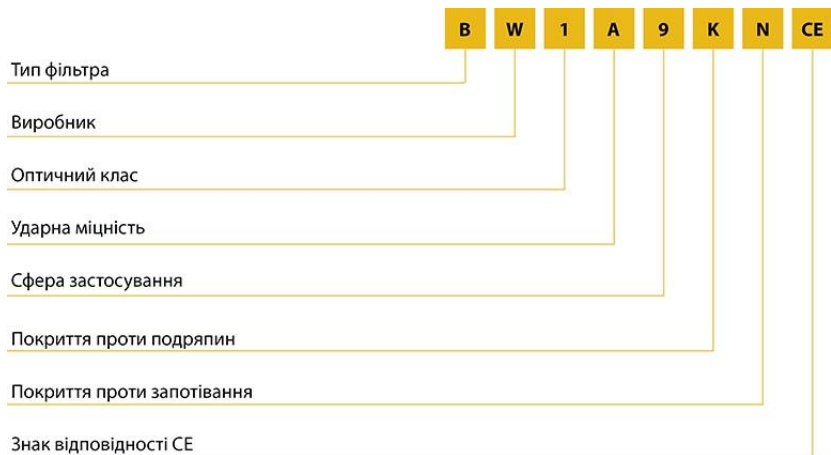 B W 1 A 9 K N CE
Тип фільтра
Виробник
Оптичний клас
Ударна міцність
Сфера застосування
Покриття проти подряпин
Покриття проти запотівання
Знак відповідності CE